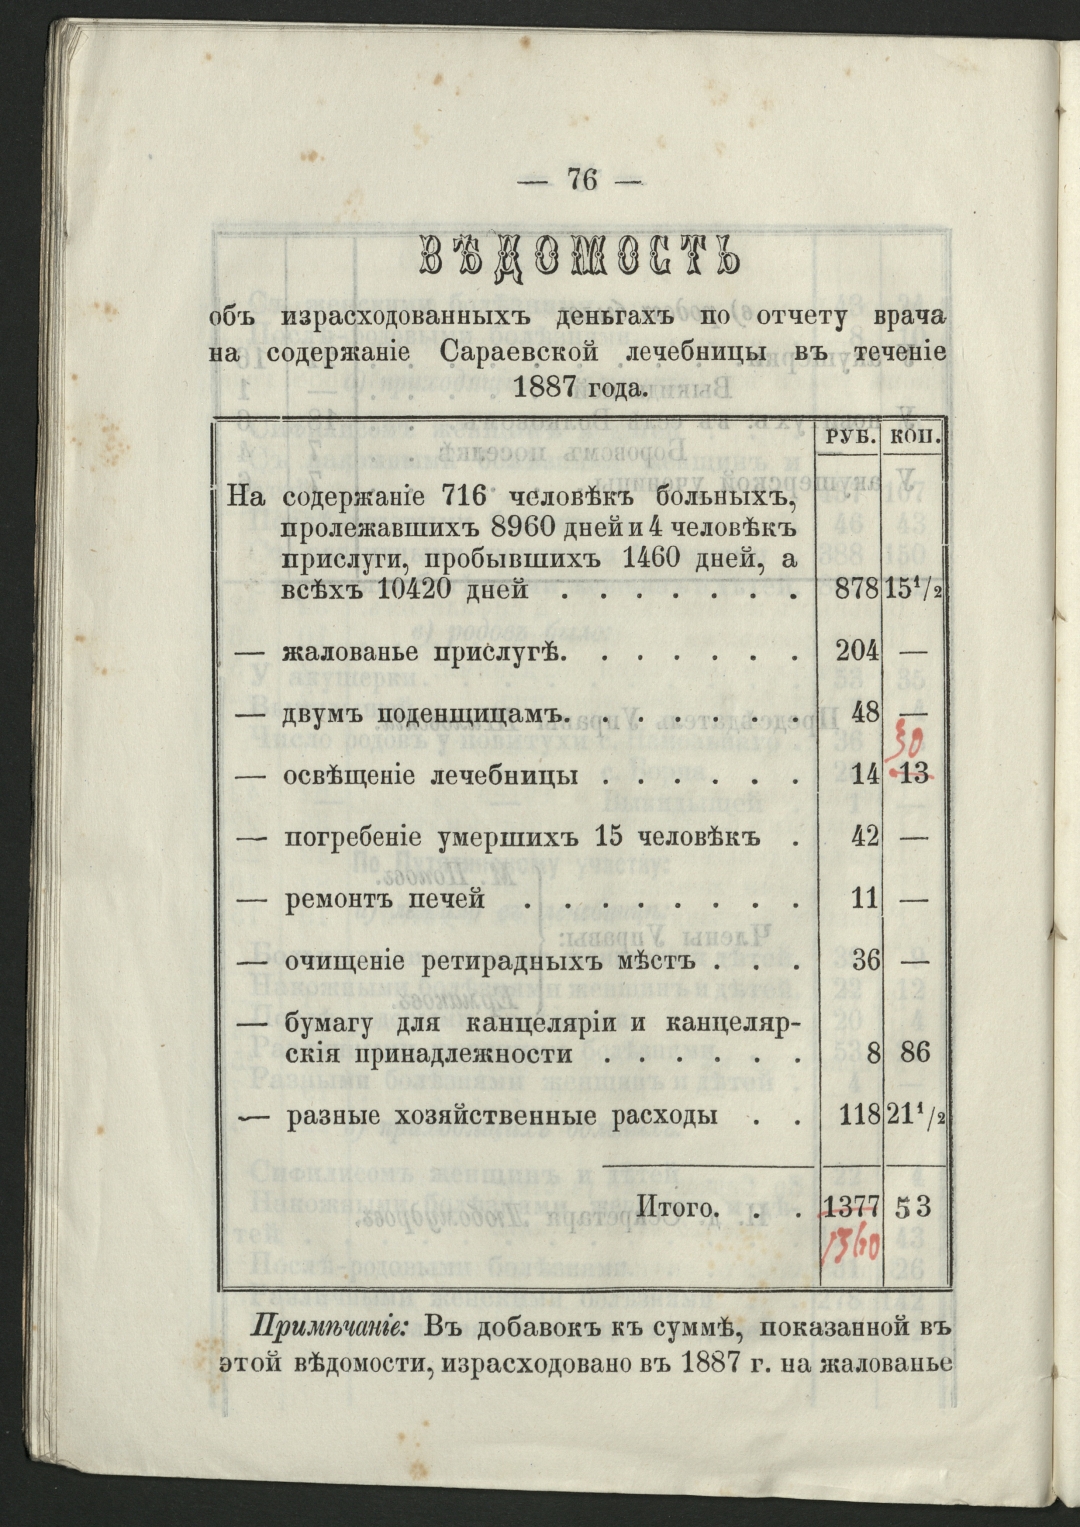 — 76 —
ВѢДОМОСТЬ
объ израсходованныхъ деньгахъ по отчету врача
на содержаніе Сараевской лечебницы въ теченіе
1887 года.
РУБ. КОП.
На содержаніе 716 человѣкъ больныхъ,
пролежавшихъ 8960 дней и 4 человѣкъ
прислуги, пробывшихъ 1460 дней, а
всѣхъ 10420 дней . . . . . . . 878 15¹/₂
— жалованье прислугѣ. . . . . . . 204 —
— двумъ поденщицамъ. . . . . . . 48 —
30
— освѣщеніе лечебницы . . . . . . 14 13
— погребеніе умершихъ 15 человѣкъ . 42 —
— ремонтъ печей . . . . . . . . 11 —
— очищеніе ретирадныхъ мѣстъ . . . 36 —
— бумагу для канцеляріи и канцеляр-
скія принадлежности . . . . . . 8 86
— разные хозяйственные расходы . . 118 21¹/₂
Итого. . . 1377 53
1360
Примѣчаніе: Въ добавокъ къ суммѣ, показанной въ
этой вѣдомости, израсходовано въ 1887 г. на жалованье